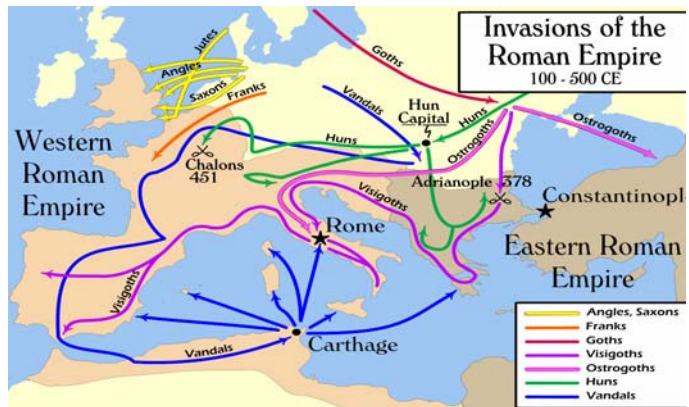 Invasions of the
Roman Empire
100 - 500 CE
Jutes
Angles
Saxons
Franks
Goths
Vandals
Hun
Capital
Huns
Huns
Ostrogoths
Ostrogoths
Western
Roman
Empire
Chalons
451
Adrianople 378
Visigoths
Constantinople
Rome
Eastern Roman
Empire
Visigoths
Vandals
Carthage
Angles, Saxons
Franks
Goths
Visigoths
Ostrogoths
Huns
Vandals